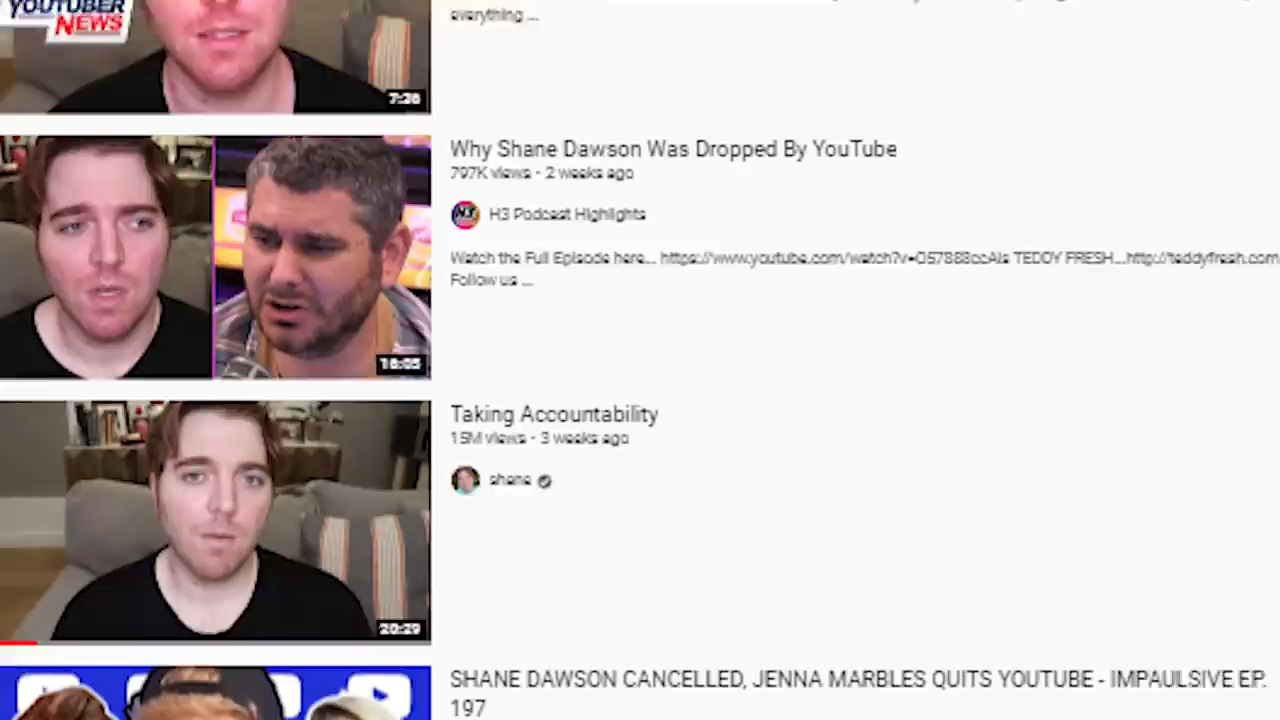 YOUTUBER
NEWS
everything ...
7:28
Why Shane Dawson Was Dropped By YouTube
797K views · 2 weeks ago
H3 Podcast Highlights
Watch the Full Episode here... https://www.youtube.com/watch?v=O57888ccAls TEDDY FRESH...http://teddyfresh.com
Follow us ...
16:05
Taking Accountability
15M views · 3 weeks ago
shane
20:29
SHANE DAWSON CANCELLED, JENNA MARBLES QUITS YOUTUBE - IMPAULSIVE EP.
197